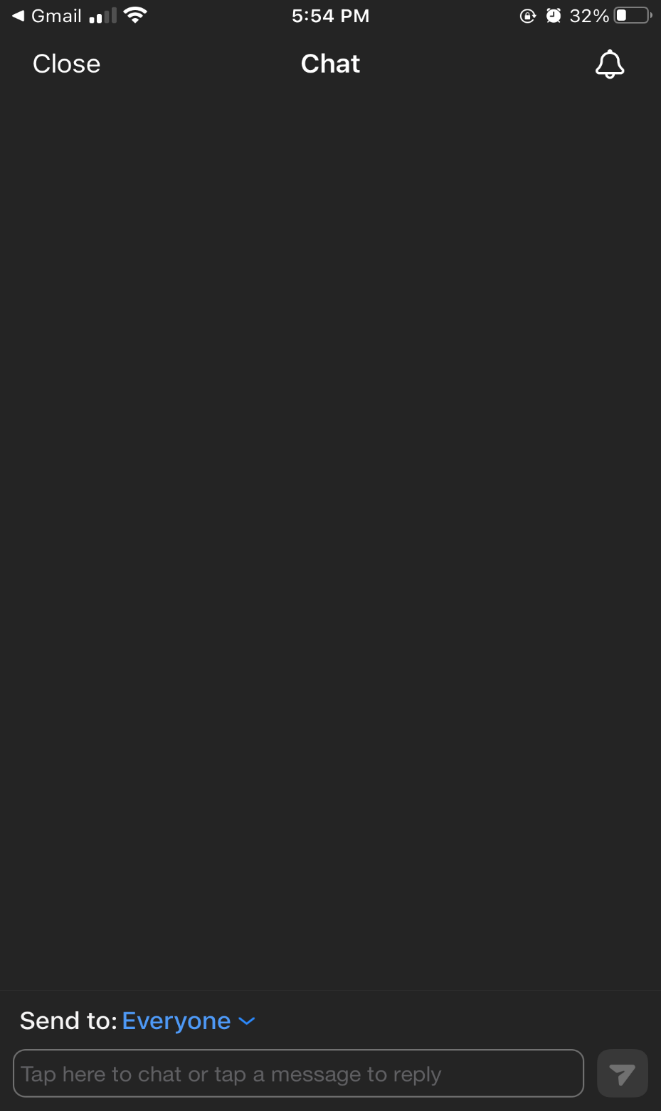 Gmail 5:54 PM 32%
Close Chat
Send to: Everyone
Tap here to chat or tap a message to reply